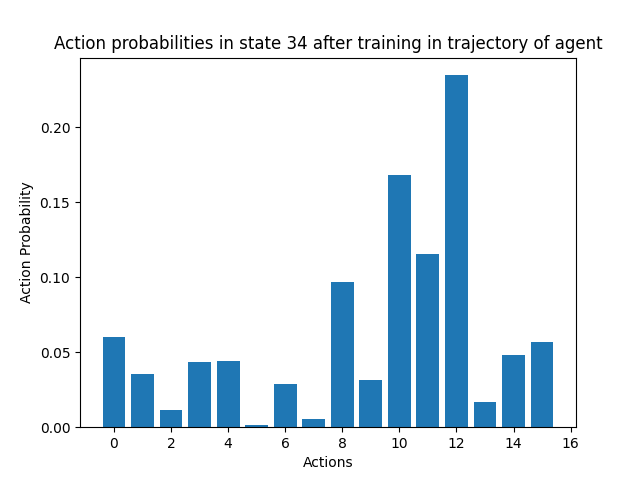 Action probabilities in state 34 after training in trajectory of agent
Action Probability
0.20
0.15
0.10
0.05
0.00
0 2 4 6 8 10 12 14 16
Actions